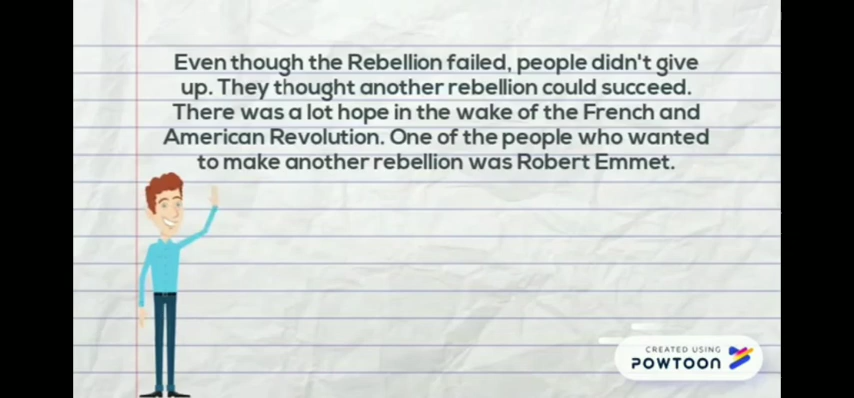 Even though the Rebellion failed, people didn't give
up. They thought another rebellion could succeed.
There was a lot hope in the wake of the French and
American Revolution. One of the people who wanted
to make another rebellion was Robert Emmet.
CREATED USING
POWTOON